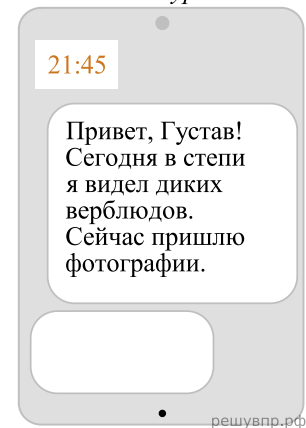 21:45
Привет, Густав!
Сегодня в степи
я видел диких
верблюдов.
Сейчас пришлю
фотографии.
решувпр.рф